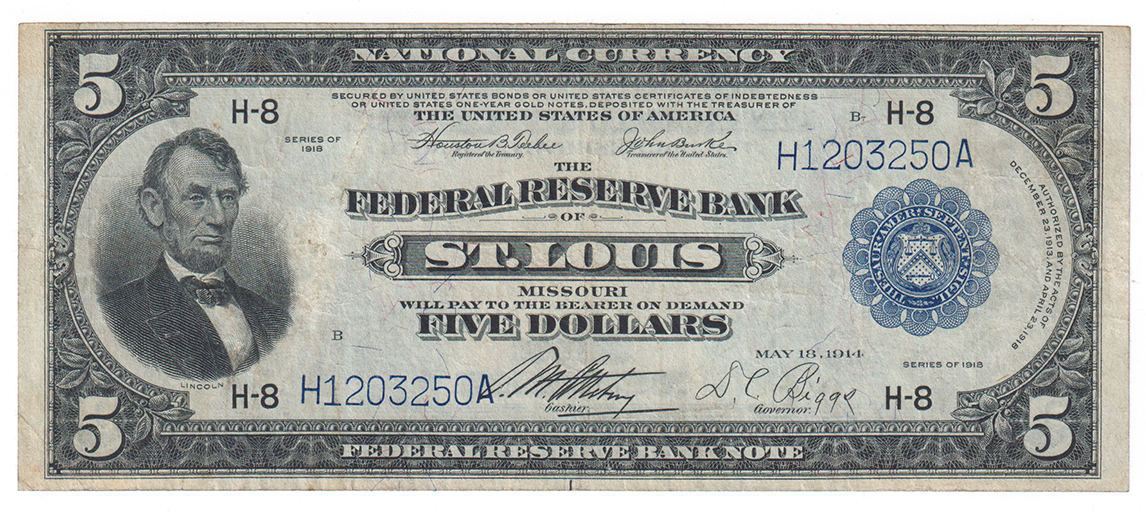 NATIONAL CURRENCY
5
5
SECURED BY UNITED STATES BONDS OR UNITED STATES CERTIFICATES OF INDEBTEDNESS
OR UNITED STATES ONE-YEAR GOLD NOTES, DEPOSITED WITH THE TREASURER OF
THE UNITED STATES OF AMERICA
H-8
B7
H-8
SERIES OF
1918
Houston B. Teehee
Register of the Treasury.
John Burke
Treasurer of the United States.
H1203250A
THE
FEDERAL RESERVE BANK
OF
ST. LOUIS
MISSOURI
WILL PAY TO THE BEARER ON DEMAND
FIVE DOLLARS
AUTHORIZED BY THE ACTS OF
DECEMBER 23, 1913, AND APRIL 23, 1918
THESAUR.AMER.SEPTEN.SIGIL
B
MAY 18, 1914
SERIES OF 1918
LINCOLN
H-8
H1203250A
Cashier.
D. C. Biggs
Governor.
H-8
5
5
FEDERAL RESERVE BANK NOTE